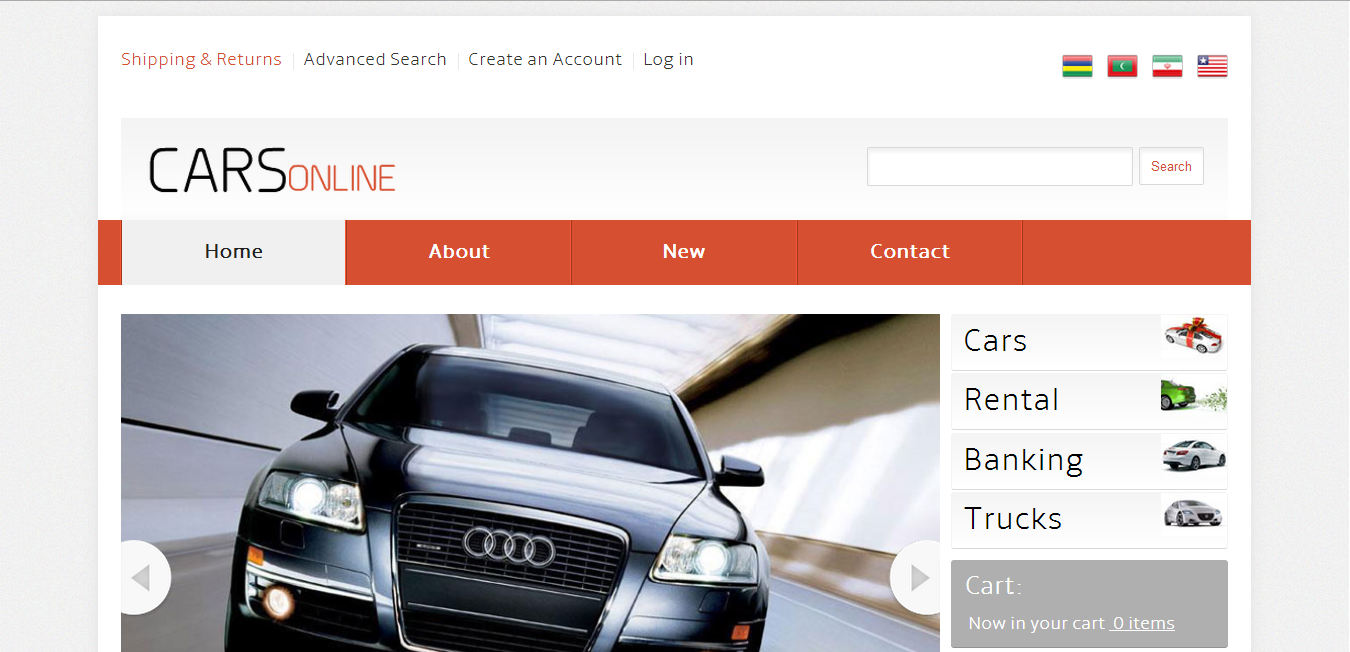 Shipping & Returns Advanced Search Create an Account Log in
CARSONLINE
Search
Home About New Contact
Cars
Rental
Banking
Trucks
Cart:
Now in your cart 0 items